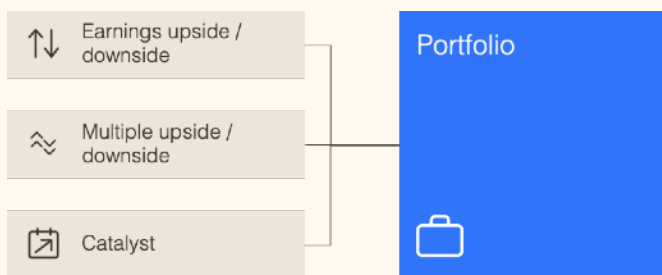 Earnings upside /
downside
Portfolio
Multiple upside /
downside
Catalyst